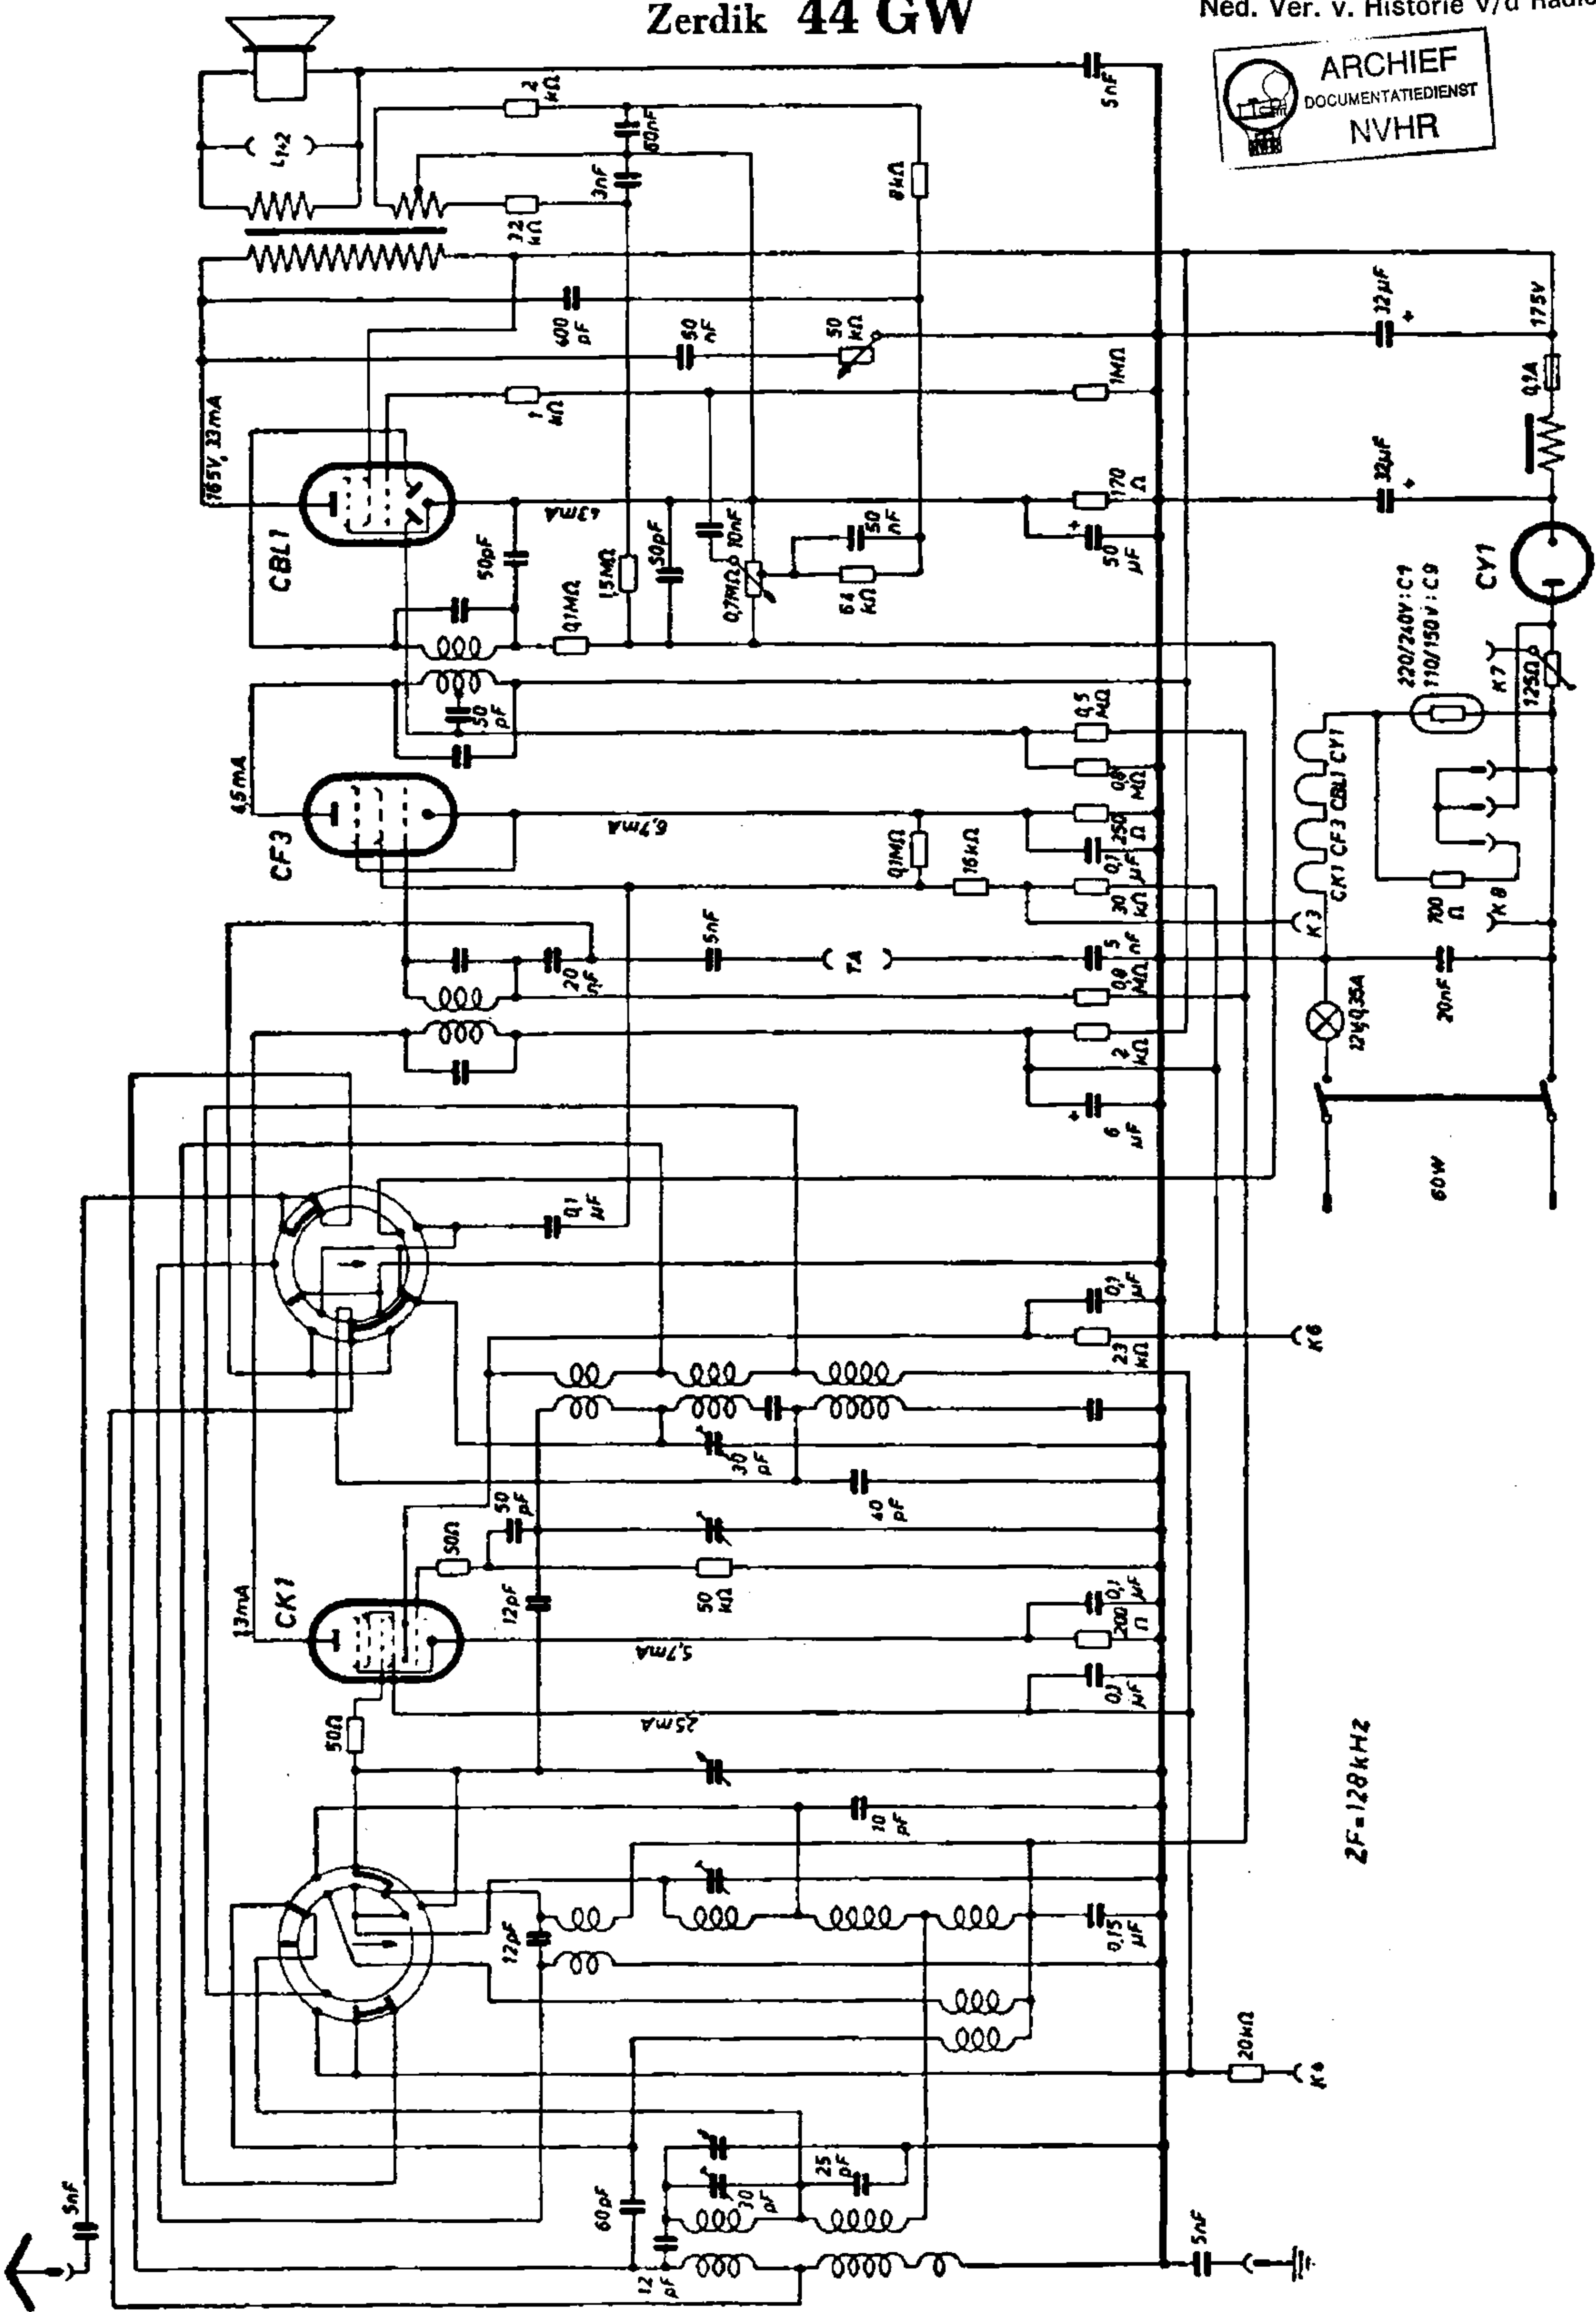 Zerdik 44 GW
Ned. Ver. v. Historie v/d Radio
ARCHIEF
DOCUMENTATIEDIENST
NVHR
5nF
L1+2
2 kΩ
60nF
3nF
32 kΩ
8kΩ
400 pF
50 nF
50 kΩ
32µF
175V
0,1A
165V, 33mA
1 kΩ
1MΩ
CBL1
43mA
170 Ω
50 µF
32µF
50pF
1,5MΩ
50pF
10nF
0,7MΩ
50 nF
64 kΩ
CY1
0,1MΩ
220/240V: C1
110/150V: C9
K7
125Ω
50 pF
0,5 MΩ
0,8 MΩ
4,5mA
CF3
6,7mA
0,1MΩ
16kΩ
250 Ω
0,1 µF
30 kΩ
K3
CK1 CF3 CBL1 CY1
700 Ω
K8
20 nF
5nF
TA
5 nF
0,8 MΩ
20nF
12V,0,35A
2 kΩ
6 µF
60W
0,1 µF
0,1 µF
23 kΩ
K6
30 pF
40 pF
50 pF
50Ω
12pF
50 kΩ
1,3mA
CK1
5,7mA
0,1 µF
200 Ω
0,1 µF
50Ω
2,5mA
10 pF
ZF=128kHz
12pF
0,15 µF
20kΩ
K4
5nF
60pF
30 pF
25 pF
12 pF
5nF